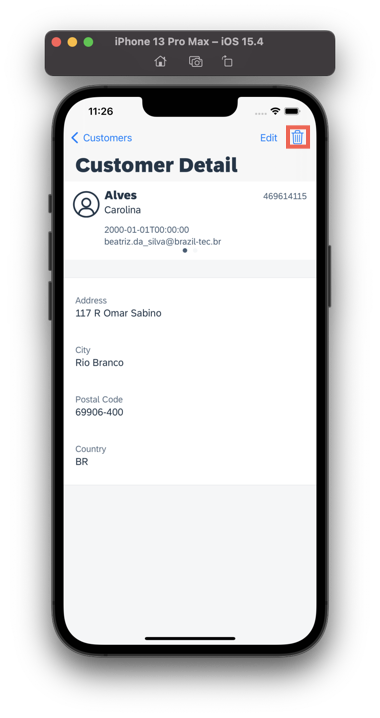 iPhone 13 Pro Max – iOS 15.4
11:26
Customers
Edit
Customer Detail
Alves
469614115
Carolina
2000-01-01T00:00:00
beatriz.da_silva@brazil-tec.br
Address
117 R Omar Sabino
City
Rio Branco
Postal Code
69906-400
Country
BR